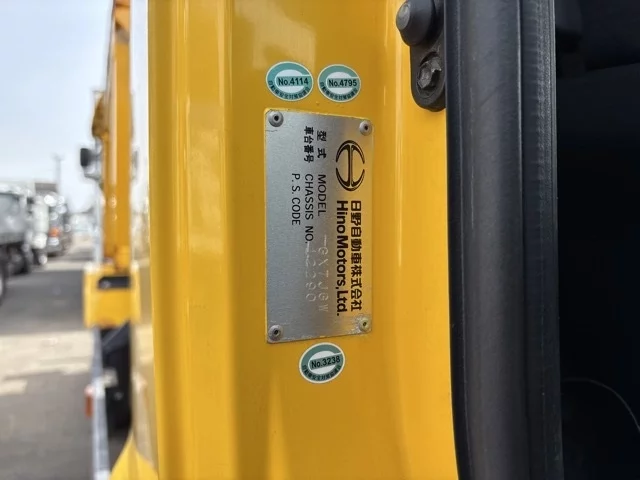 No.4114
No.4795
日野自動車株式会社
Hino Motors, Ltd.
型式 MODEL -GX7JGW
車台番号 CHASSIS NO.
P. S. CODE
No.3238